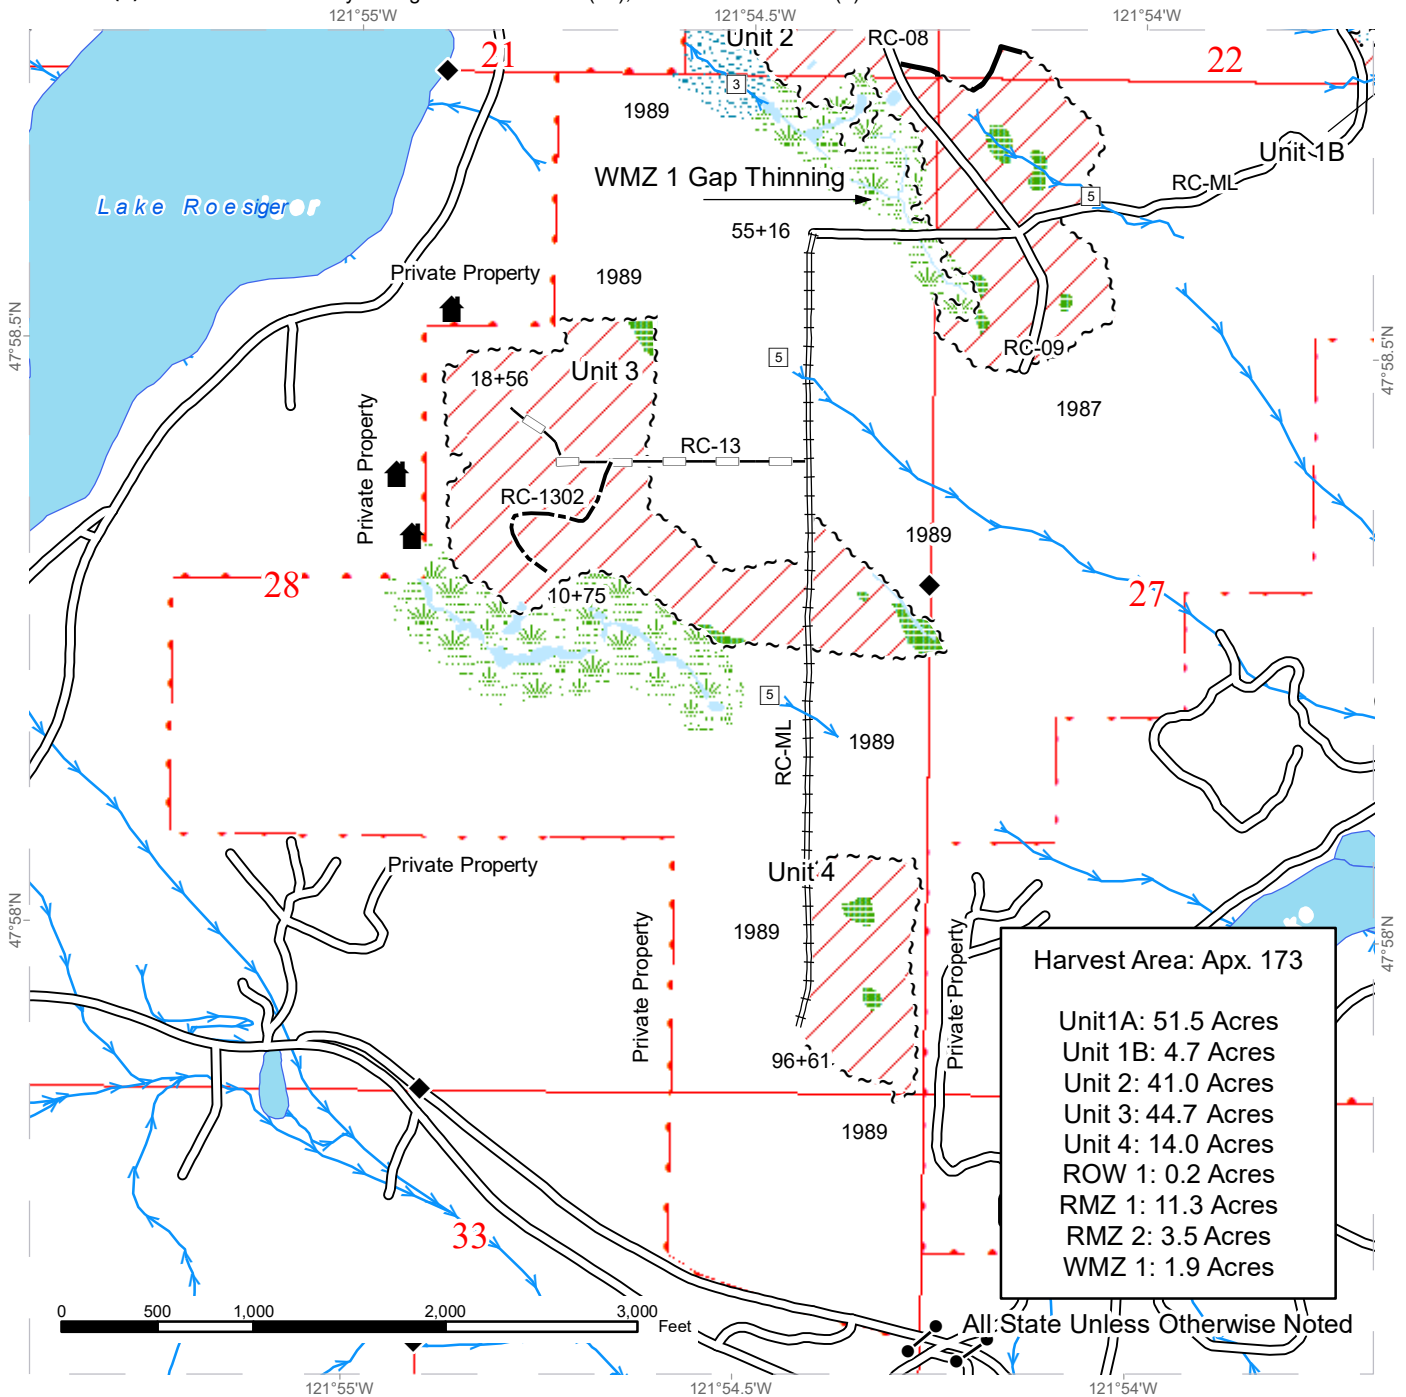 121°55'W
121°54.5'W
121°54'W
21
22
Unit 2
RC-08
3
1989
Unit 1B
WMZ 1 Gap Thinning
RC-ML
5
Lake Roesiger
55+16
Private Property
1989
47°58.5'N
47°58.5'N
RC-09
5
Unit 3
18+56
1987
Private Property
RC-13
RC-1302
1989
28
10+75
27
5
1989
RC-ML
Private Property
Unit 4
47°58'N
47°58'N
1989
Private Property
Private Property
96+61
1989
33
Harvest Area: Apx. 173
Unit1A: 51.5 Acres
Unit 1B: 4.7 Acres
Unit 2: 41.0 Acres
Unit 3: 44.7 Acres
Unit 4: 14.0 Acres
ROW 1: 0.2 Acres
RMZ 1: 11.3 Acres
RMZ 2: 3.5 Acres
WMZ 1: 1.9 Acres
0 500 1,000 2,000 3,000
Feet
All State Unless Otherwise Noted
121°55'W
121°54.5'W
121°54'W